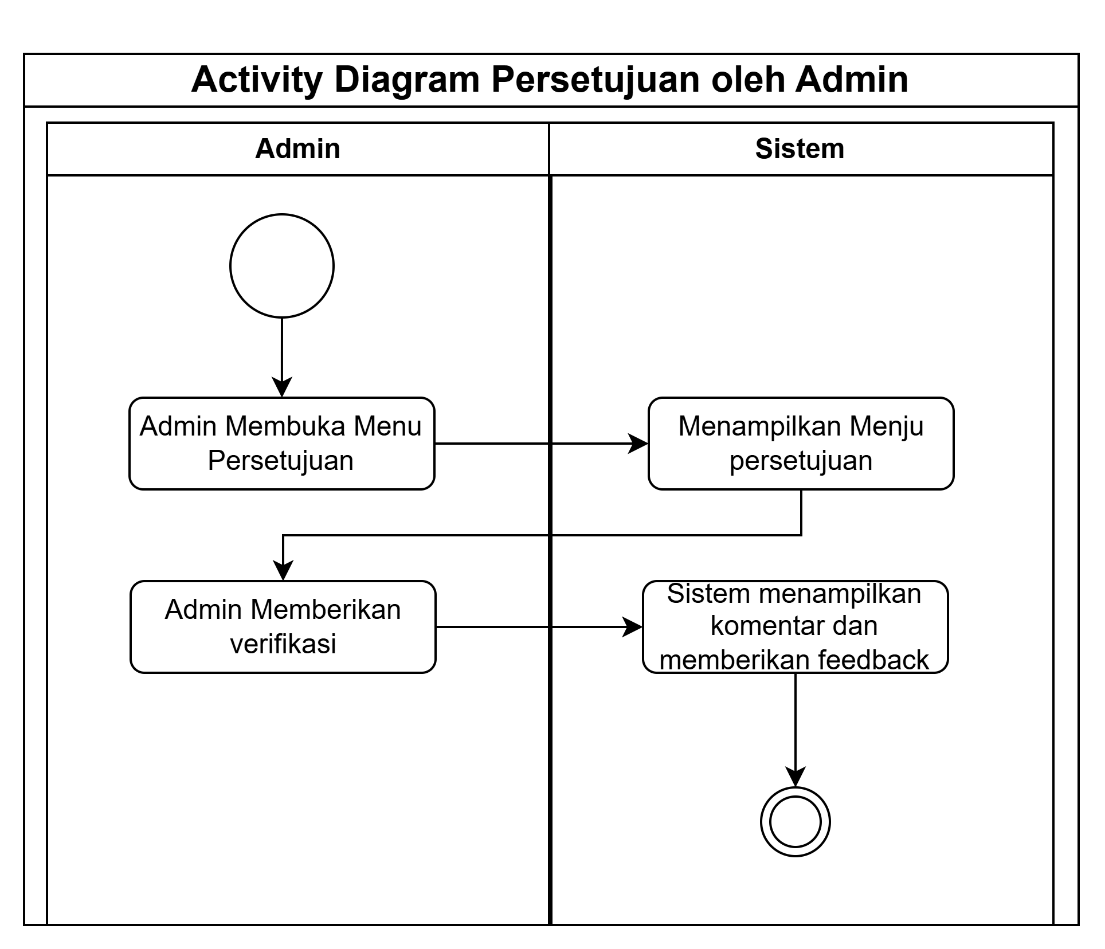 Activity Diagram Persetujuan oleh Admin
Admin
Sistem
Admin Membuka Menu
Persetujuan
Menampilkan Menju
persetujuan
Admin Memberikan
verifikasi
Sistem menampilkan
komentar dan
memberikan feedback